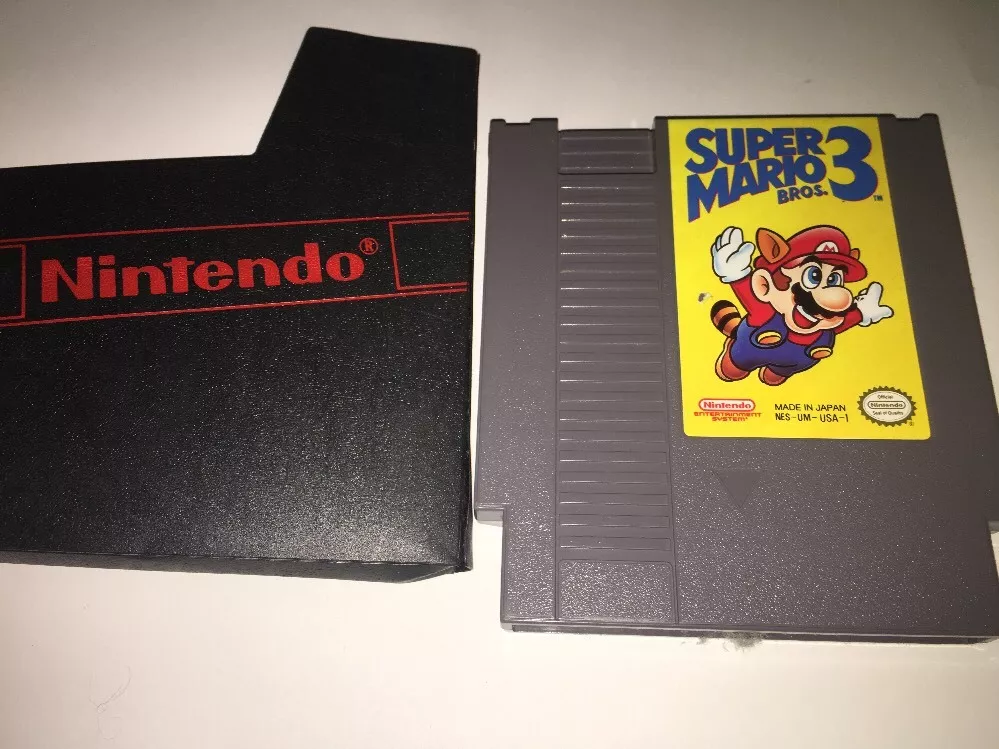 Nintendo®
SUPER
MARIO 3
BROS. TM
M
Nintendo®
ENTERTAINMENT
SYSTEM®
MADE IN JAPAN
NES-UM-USA-1
Official
Nintendo
Seal of Quality